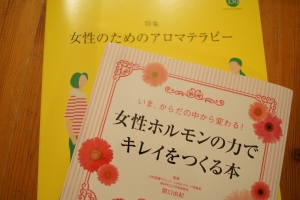 特集
女性のためのアロマテラピー
いま、からだの中から変わる!
女性ホルモンの力で
キレイをつくる本